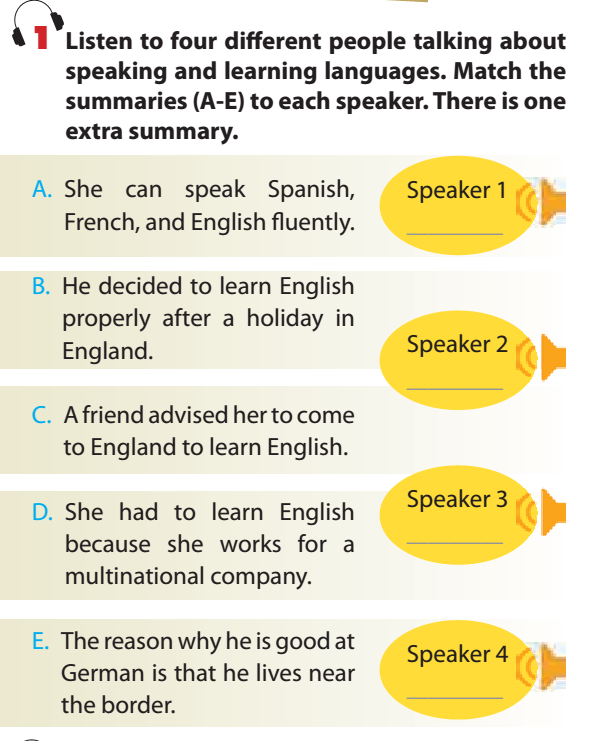 1 Listen to four different people talking about
speaking and learning languages. Match the
summaries (A-E) to each speaker. There is one
extra summary.
A. She can speak Spanish,
French, and English fluently.
Speaker 1
B. He decided to learn English
properly after a holiday in
England.
Speaker 2
C. A friend advised her to come
to England to learn English.
D. She had to learn English
because she works for a
multinational company.
Speaker 3
E. The reason why he is good at
German is that he lives near
the border.
Speaker 4